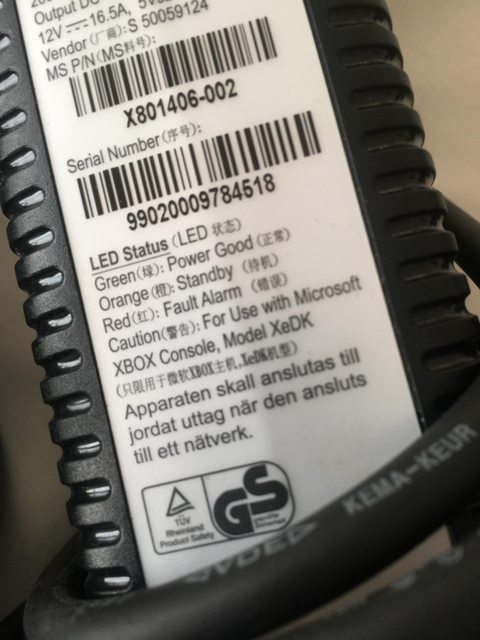 Output DC
12V ⎓ 16.5A, 5VS
Vendor (厂商): S 50059124
MS P/N (MS料号):
X801406-002
Serial Number (序号):
99020009784518
LED Status (LED 状态)
Green(绿): Power Good (正常)
Orange (橙): Standby (待机)
Red(红): Fault Alarm (错误)
Caution(警告): For Use with Microsoft
XBOX Console, Model XeDK
(只限用于微软XBOX主机, XeDK机型)
Apparaten skall anslutas till
jordat uttag när den ansluts
till ett nätverk.
TÜV
Rheinland
Product Safety
GS
geprüfte
Sicherheit
KEMA-KEUR
VDE